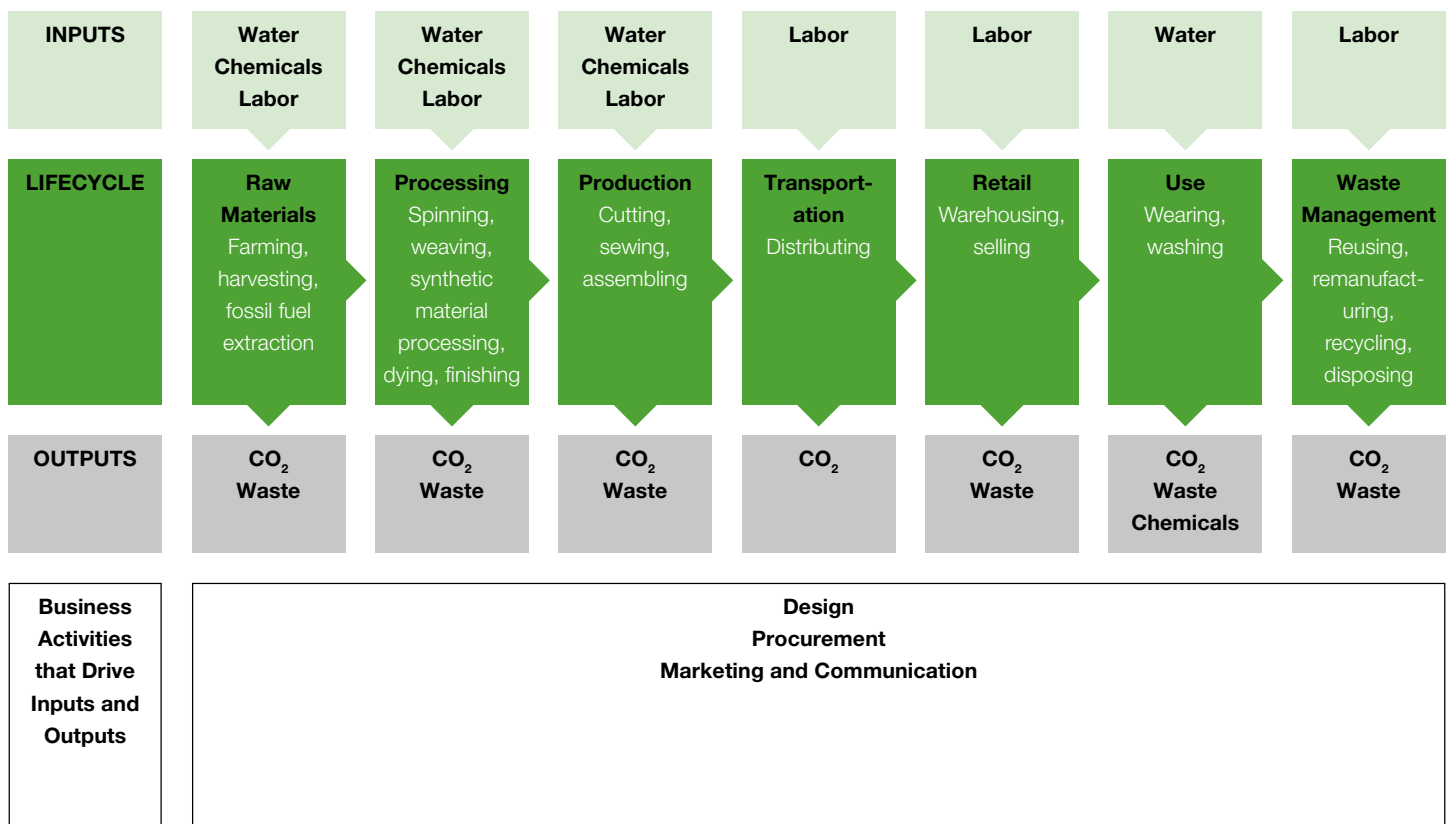 INPUTS
Water
Chemicals
Labor
Water
Chemicals
Labor
Water
Chemicals
Labor
Labor
Labor
Water
Labor
LIFECYCLE
Raw
Materials
Farming,
harvesting,
fossil fuel
extraction
Processing
Spinning,
weaving,
synthetic
material
processing,
dying, finishing
Production
Cutting,
sewing,
assembling
Transport-
ation
Distributing
Retail
Warehousing,
selling
Use
Wearing,
washing
Waste
Management
Reusing,
remanufact-
uring,
recycling,
disposing
OUTPUTS
CO₂
Waste
CO₂
Waste
CO₂
Waste
CO₂
CO₂
Waste
CO₂
Waste
Chemicals
CO₂
Waste
Business
Activities
that Drive
Inputs and
Outputs
Design
Procurement
Marketing and Communication